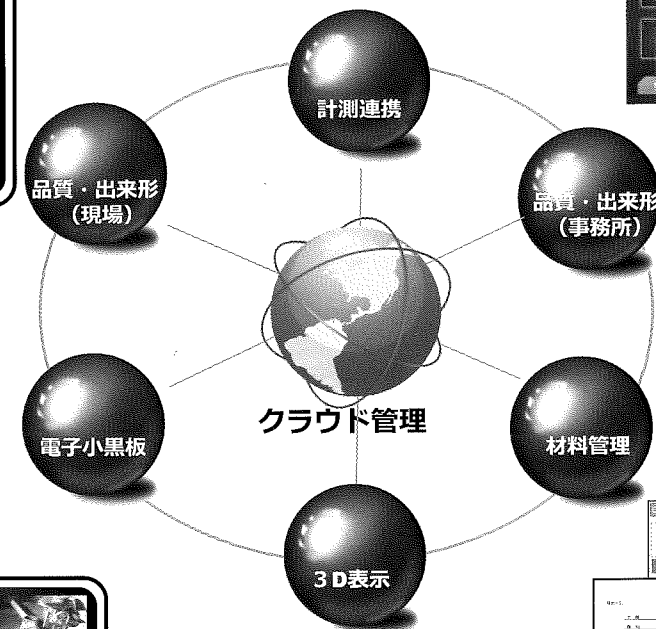 計測連携
品質・出来形
（現場）
品質・出来形
（事務所）
クラウド管理
電子小黒板
材料管理
3D表示